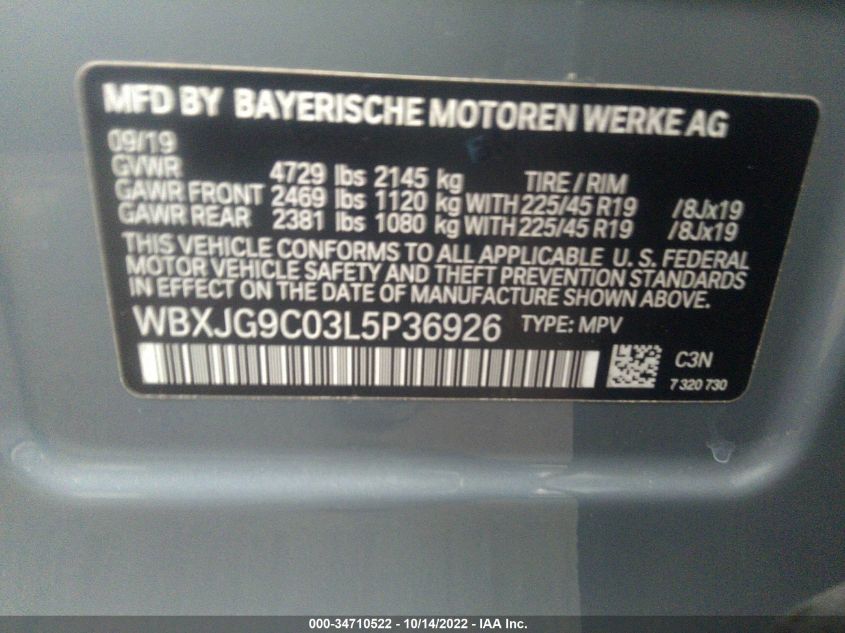 MFD BY BAYERISCHE MOTOREN WERKE AG
09/19
GVWR 4729 lbs 2145 kg TIRE / RIM
GAWR FRONT 2469 lbs 1120 kg WITH 225/45 R19 /8Jx19
GAWR REAR 2381 lbs 1080 kg WITH 225/45 R19 /8Jx19
THIS VEHICLE CONFORMS TO ALL APPLICABLE U. S. FEDERAL
MOTOR VEHICLE SAFETY AND THEFT PREVENTION STANDARDS
IN EFFECT ON THE DATE OF MANUFACTURE SHOWN ABOVE.
WBXJG9C03L5P36926 TYPE: MPV
C3N
7 320 730
000-34710522 - 10/14/2022 - IAA Inc.